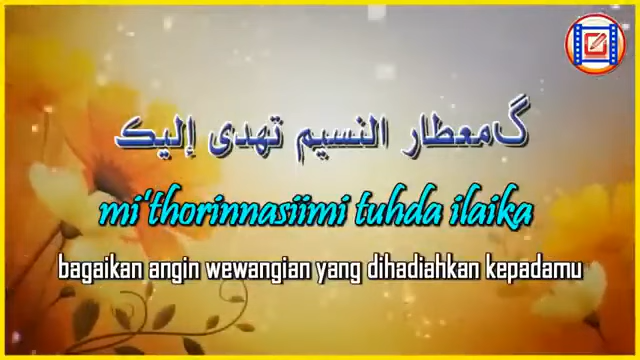 گمعطار النسيم تهدى إليك
mi'thorinnasiimi tuhda ilaika
bagaikan angin wewangian yang dihadiahkan kepadamu